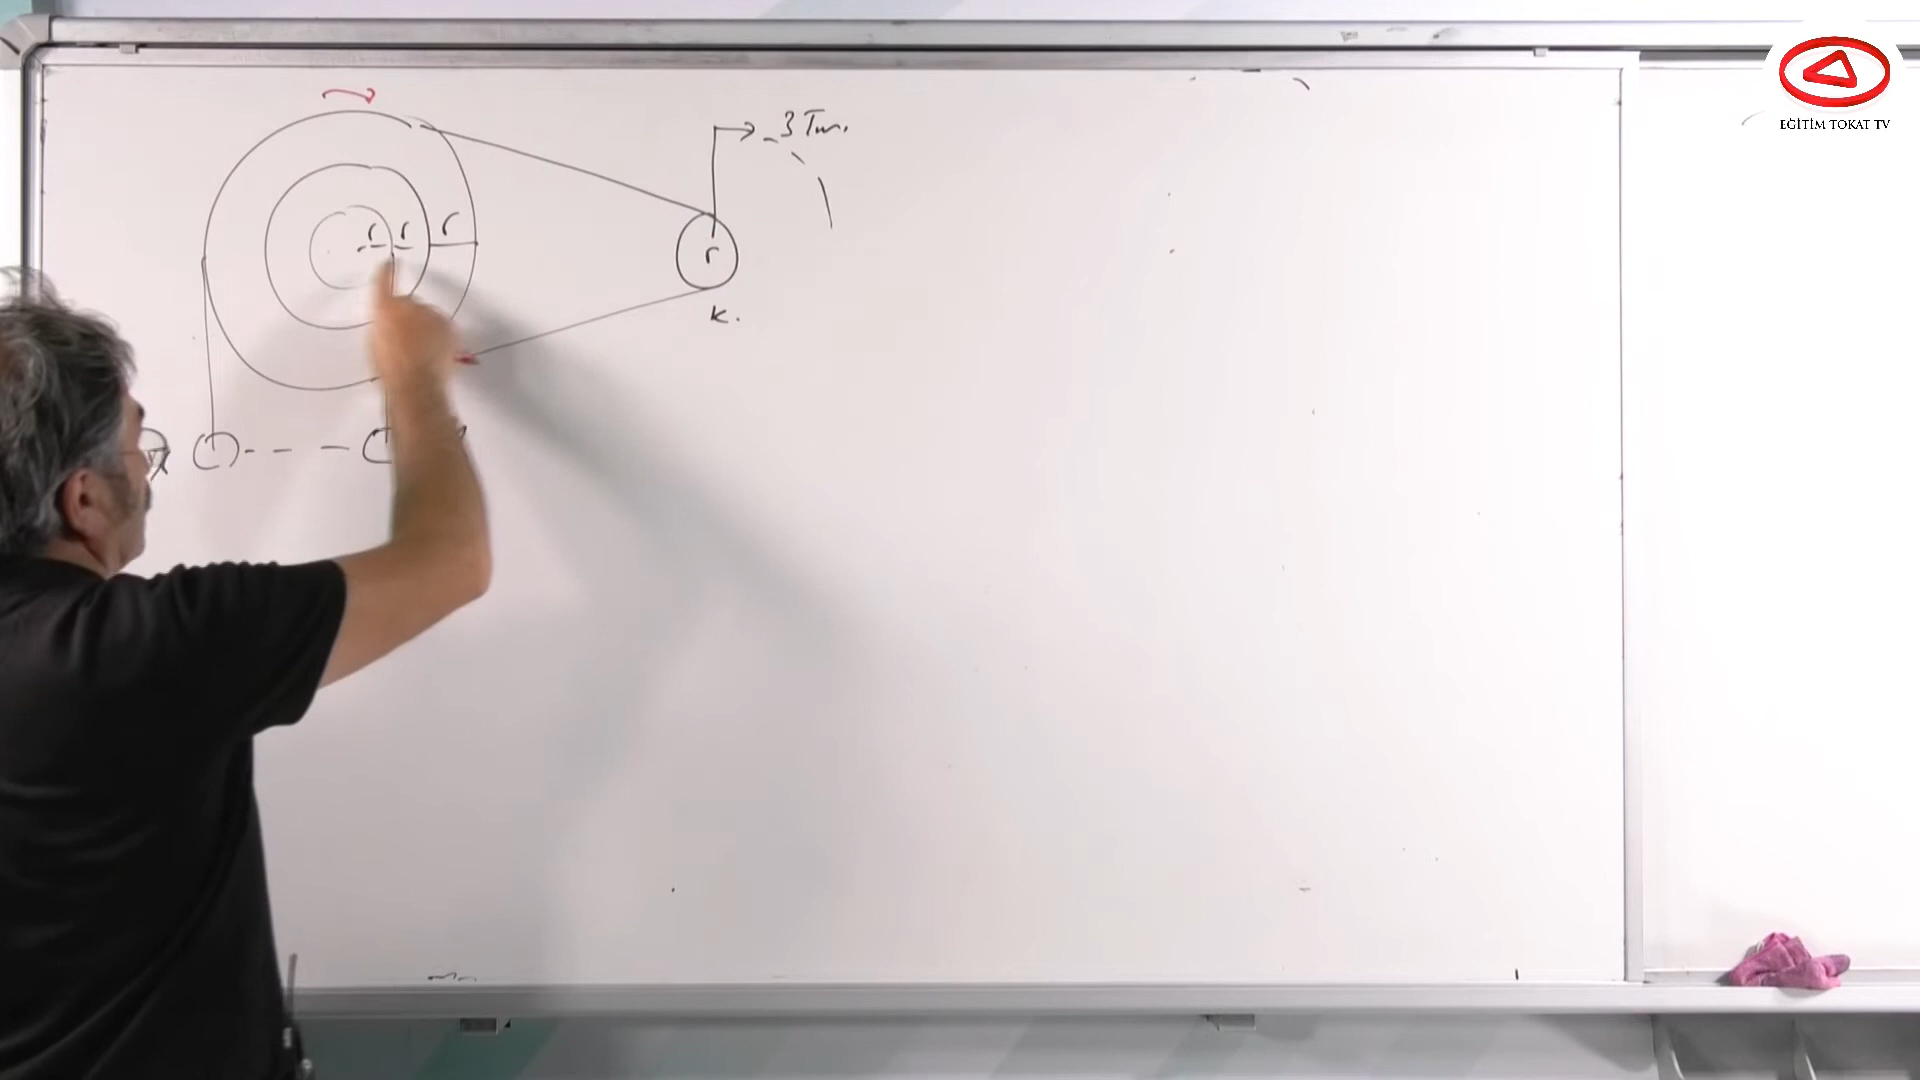 3 Tur.
r r r
r
K.
EĞİTİM TOKAT TV